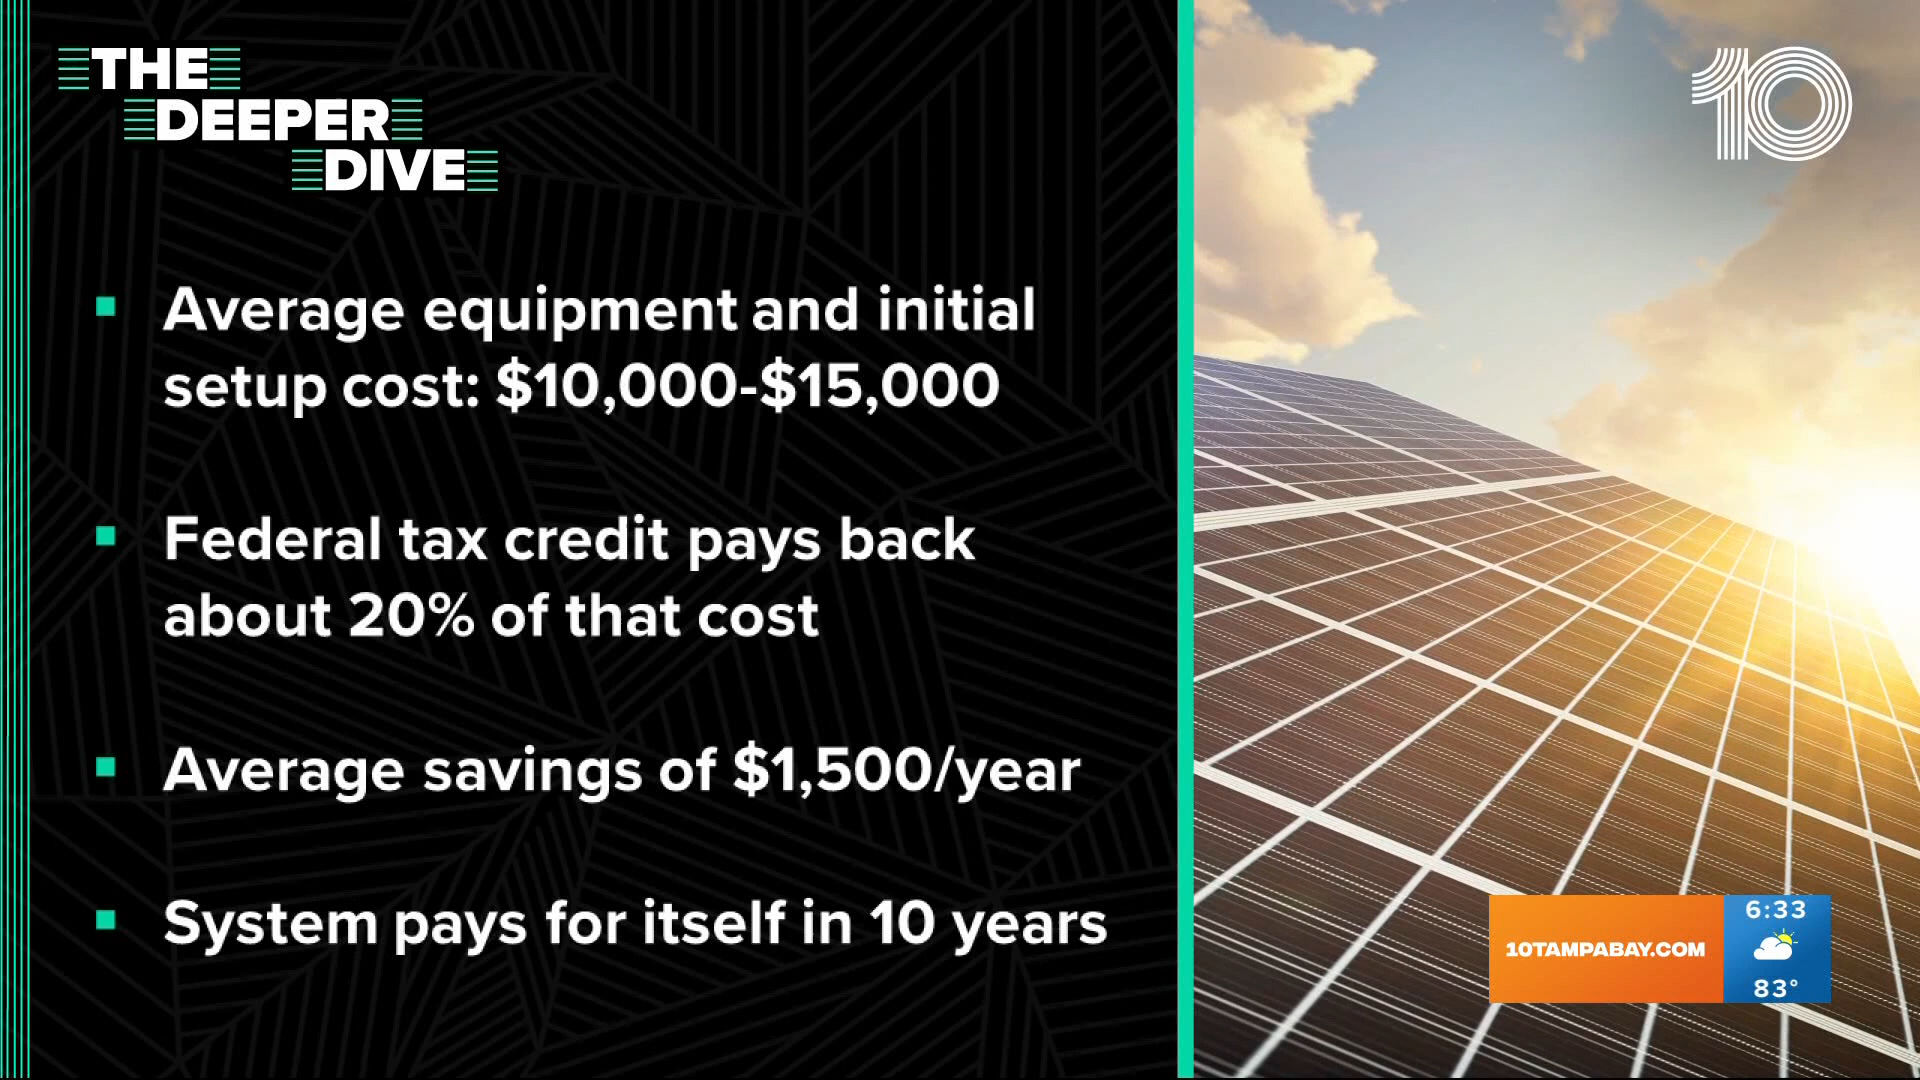 THE
DEEPER
DIVE
10
Average equipment and initial
setup cost: $10,000-$15,000
Federal tax credit pays back
about 20% of that cost
Average savings of $1,500/year
System pays for itself in 10 years
10TAMPABAY.COM
6:33
83°